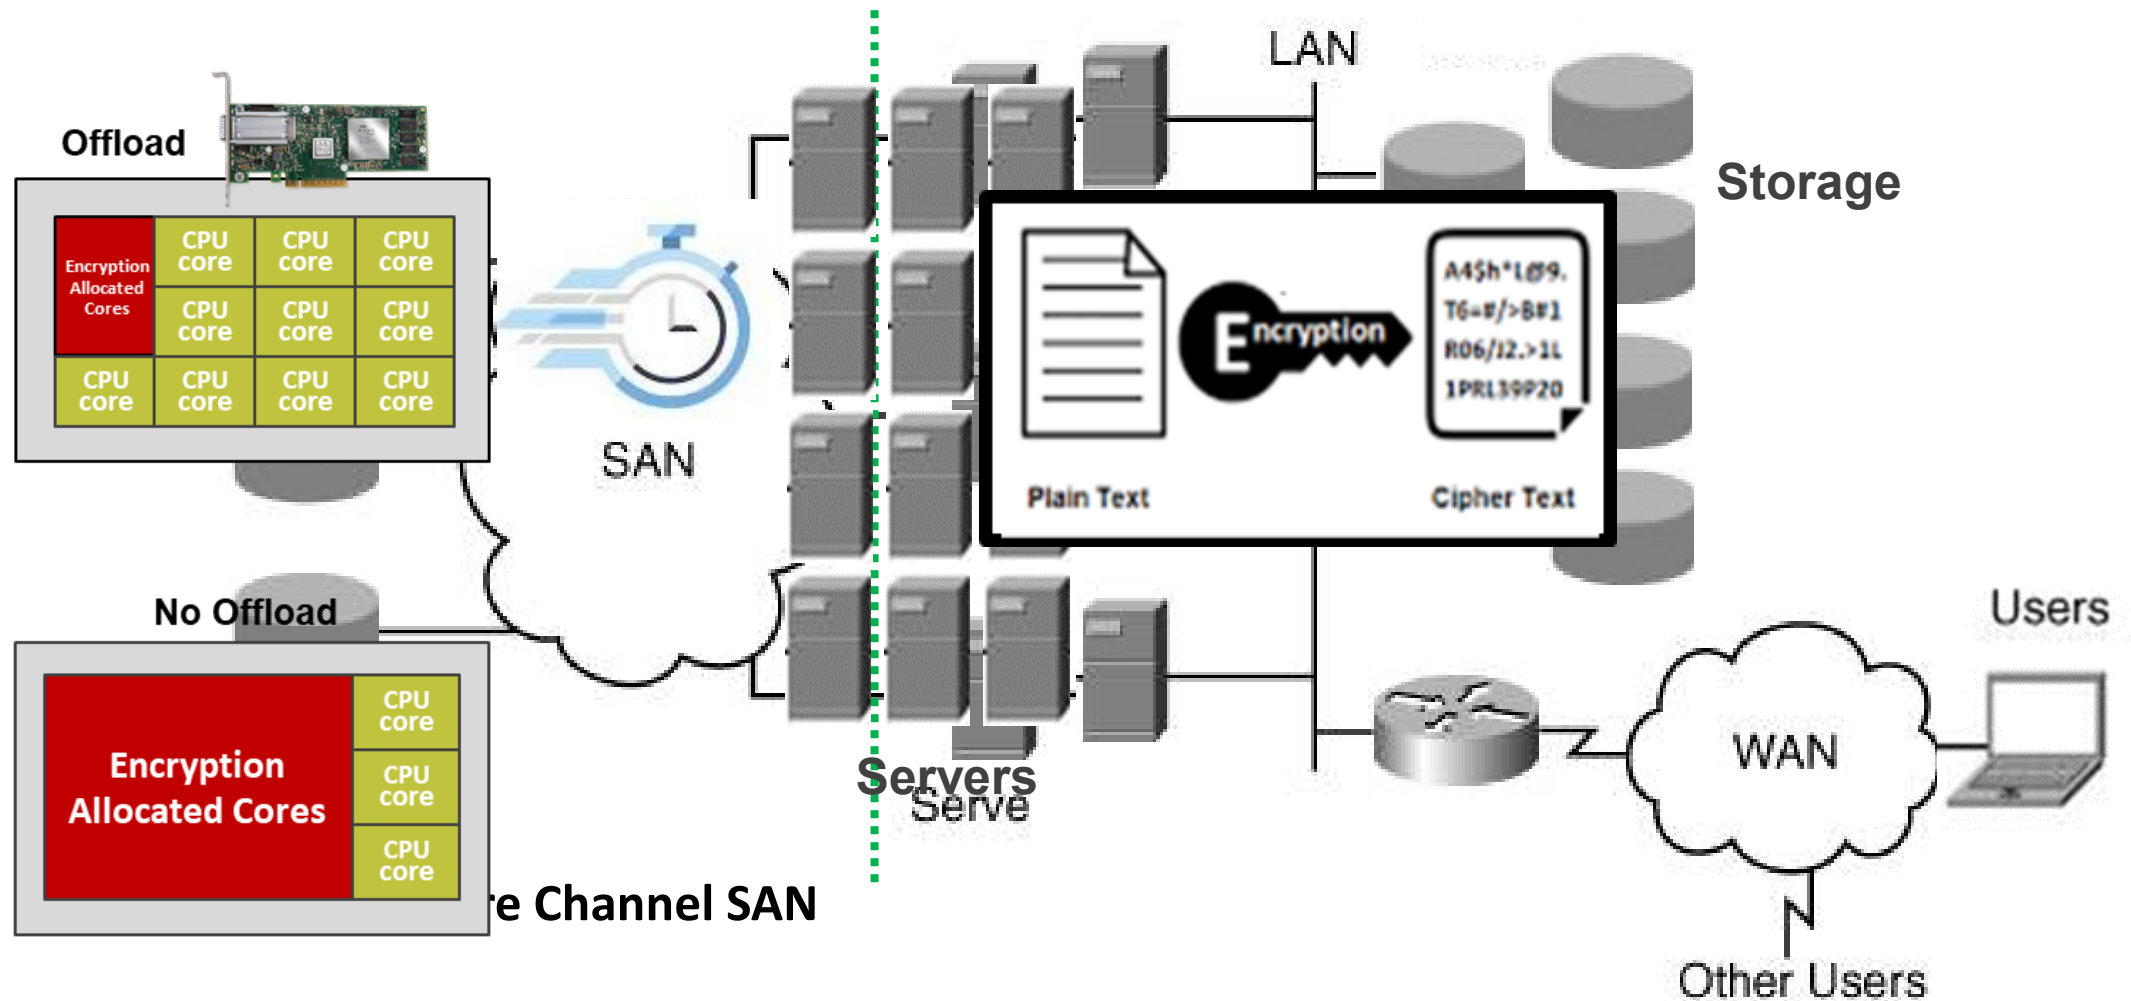 LAN
Offload
Storage
Encryption
Allocated
Cores
CPU
core
CPU
core
CPU
core
CPU
core
CPU
core
CPU
core
CPU
core
CPU
core
CPU
core
CPU
core
A4$h*L@9.
T6=#/>B#1
R06/J2.>1L
1PRL39P20
Encryption
SAN
Plain Text
Cipher Text
No Offload
Users
Encryption
Allocated Cores
CPU
core
CPU
core
CPU
core
WAN
Servers
Serve
re Channel SAN
Other Users